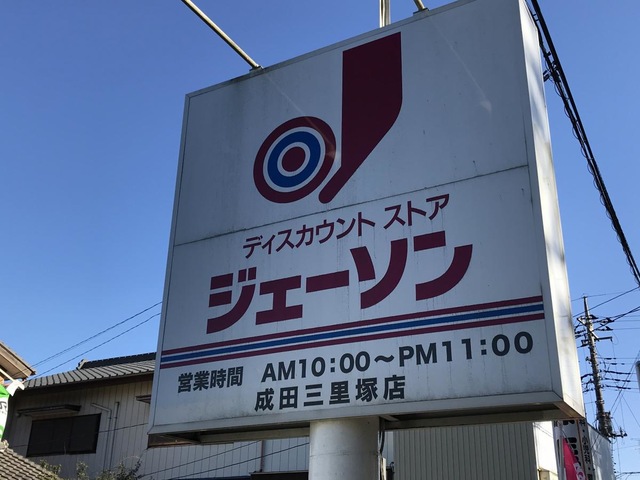 ディスカウント ストア
ジェーソン
営業時間 AM10:00～PM11:00
成田三里塚店